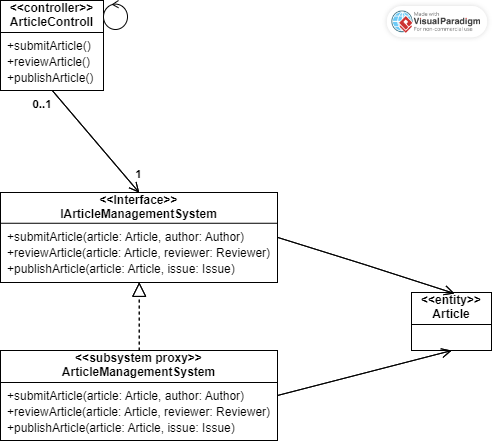 <<controller>>
ArticleControll
+submitArticle()
+reviewArticle()
+publishArticle()
Made with
VisualParadigm
For non-commercial use
0..1
1
<<Interface>>
IArticleManagementSystem
+submitArticle(article: Article, author: Author)
+reviewArticle(article: Article, reviewer: Reviewer)
+publishArticle(article: Article, issue: Issue)
<<entity>>
Article
<<subsystem proxy>>
ArticleManagementSystem
+submitArticle(article: Article, author: Author)
+reviewArticle(article: Article, reviewer: Reviewer)
+publishArticle(article: Article, issue: Issue)